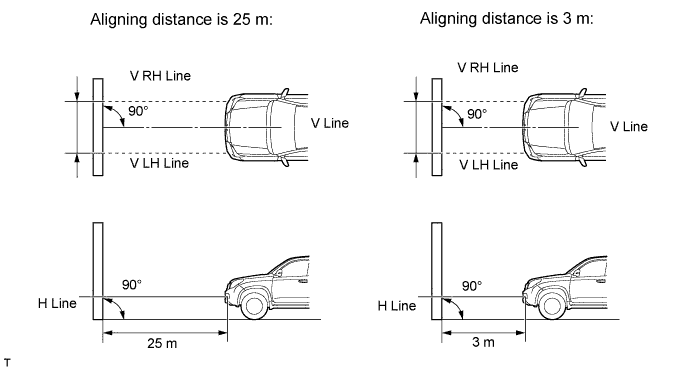 Aligning distance is 25 m:
V RH Line
90°
V Line
V LH Line
90°
H Line
25 m
Aligning distance is 3 m:
V RH Line
90°
V Line
V LH Line
90°
H Line
3 m
T